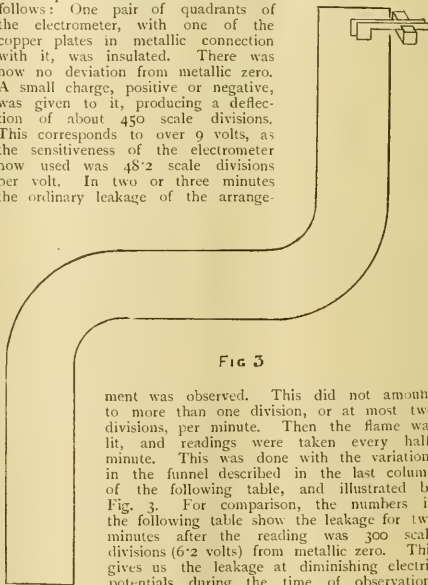 follows: One pair of quadrants of
the electrometer, with one of the
copper plates in metallic connection
with it, was insulated. There was
now no deviation from metallic zero.
A small charge, positive or negative,
was given to it, producing a deflec-
tion of about 450 scale divisions.
This corresponds to over 9 volts, as
the sensitiveness of the electrometer
now used was 48·2 scale divisions
per volt. In two or three minutes
the ordinary leakage of the arrange-
FIG 3
ment was observed. This did not amount
to more than one division, or at most two
divisions, per minute. Then the flame was
lit, and readings were taken every half
minute. This was done with the variations
in the funnel described in the last column
of the following table, and illustrated by
Fig. 3. For comparison, the numbers in
the following table show the leakage for two
minutes after the reading was 300 scale
divisions (6·2 volts) from metallic zero. This
gives us the leakage at diminishing electric
potentials during the time of observation